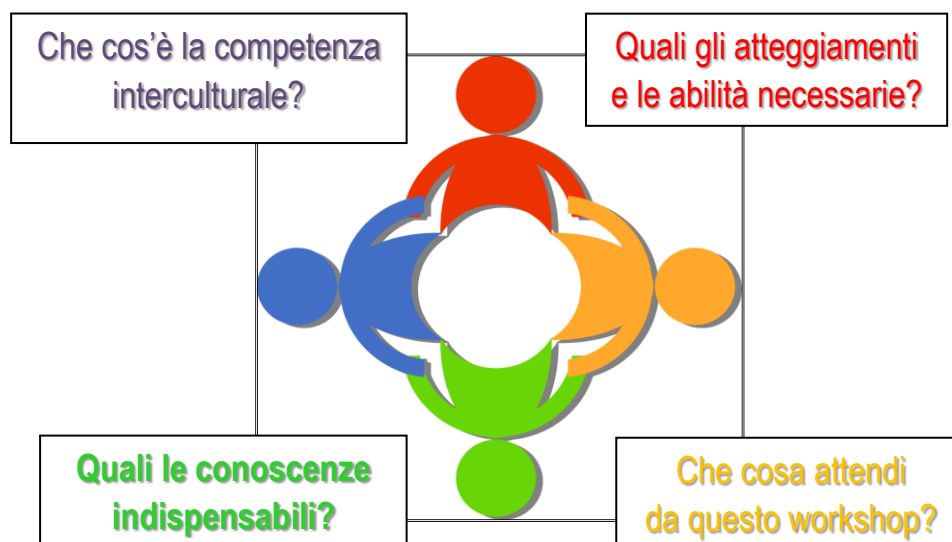 Che cos’è la competenza
interculturale?
Quali gli atteggiamenti
e le abilità necessarie?
Quali le conoscenze
indispensabili?
Che cosa attendi
da questo workshop?